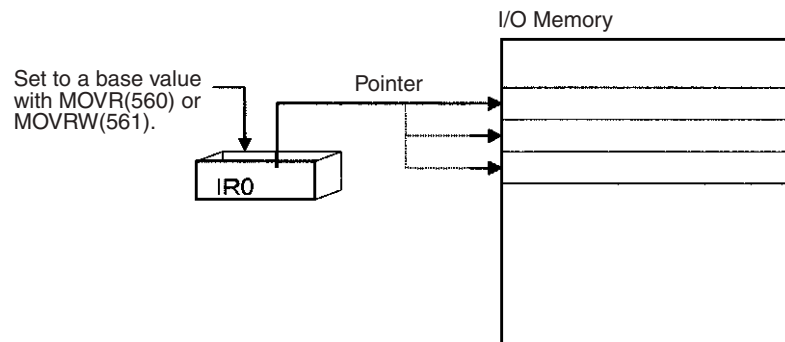 I/O Memory
Set to a base value
with MOVR(560) or
MOVRW(561).
Pointer
IR0